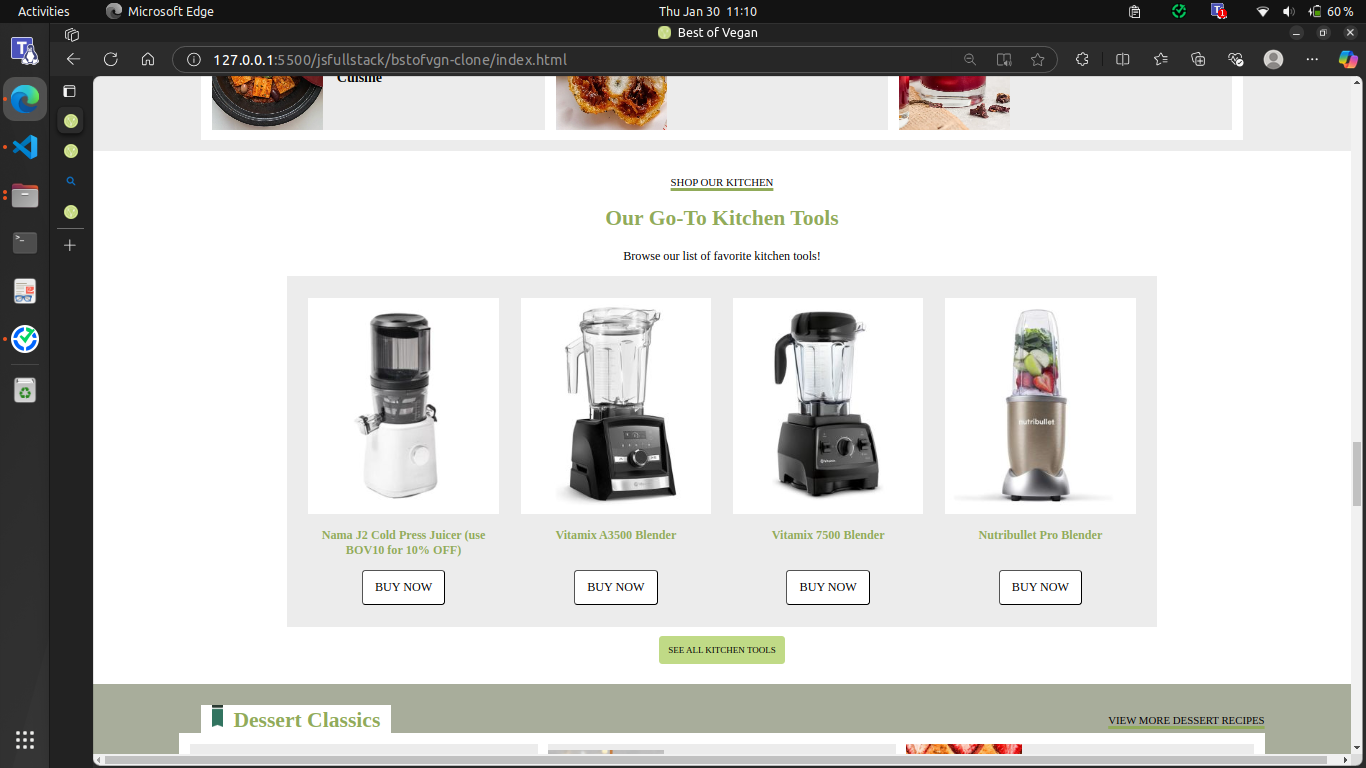 Activities
Microsoft Edge
Thu Jan 30 11:10
60 %
Best of Vegan
127.0.0.1:5500/jsfullstack/bstofvgn-clone/index.html
Cuisine
SHOP OUR KITCHEN
Our Go-To Kitchen Tools
Browse our list of favorite kitchen tools!
nutribullet
Nama J2 Cold Press Juicer (use
BOV10 for 10% OFF)
Vitamix A3500 Blender
Vitamix 7500 Blender
Nutribullet Pro Blender
BUY NOW
BUY NOW
BUY NOW
BUY NOW
SEE ALL KITCHEN TOOLS
Dessert Classics
VIEW MORE DESSERT RECIPES